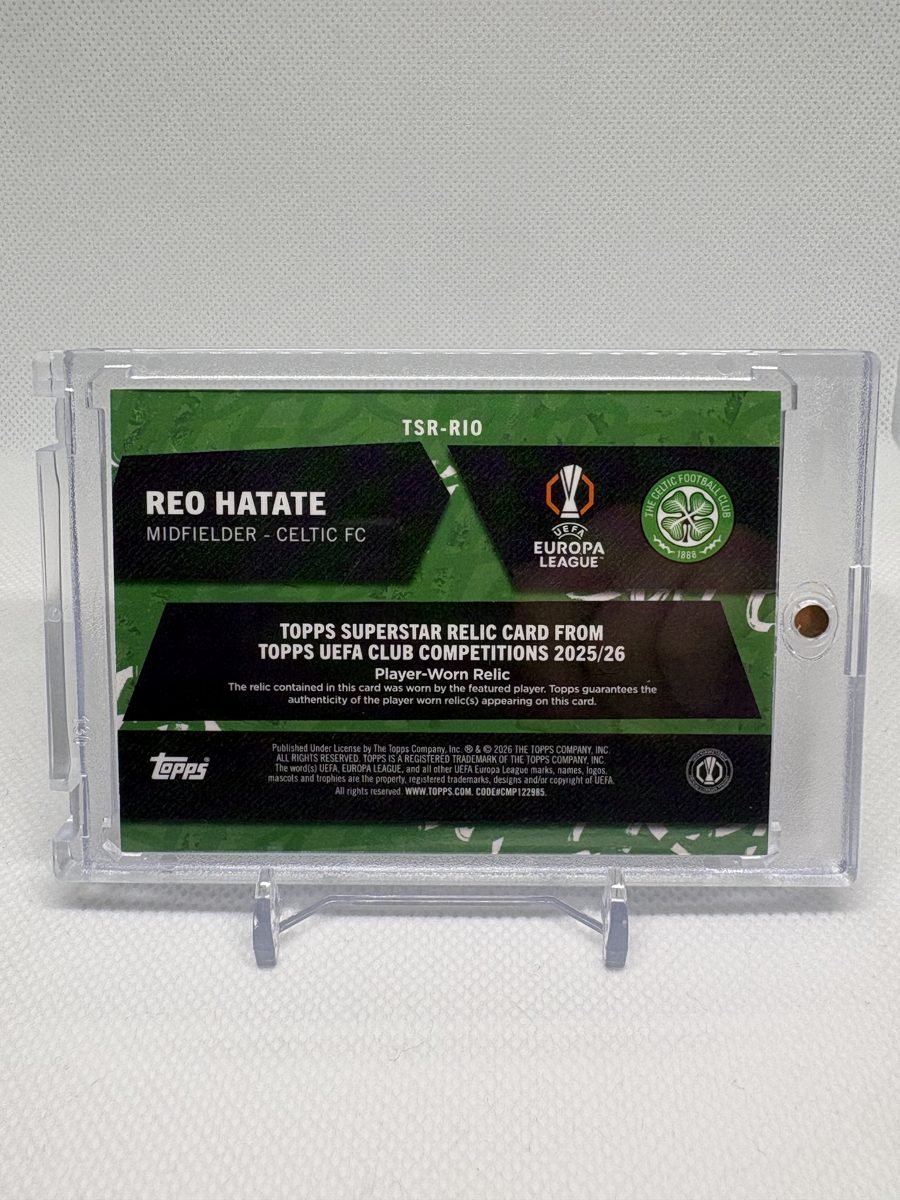 TSR-RIO
REO HATATE
MIDFIELDER - CELTIC FC
UEFA
EUROPA
LEAGUE™
THE CELTIC FOOTBALL CLUB
1888
TOPPS SUPERSTAR RELIC CARD FROM
TOPPS UEFA CLUB COMPETITIONS 2025/26
Player-Worn Relic
The relic contained in this card was worn by the featured player. Topps guarantees the
authenticity of the player worn relic(s) appearing on this card.
topps®
Published Under License by The Topps Company, Inc. ® & © 2026 THE TOPPS COMPANY, INC.
ALL RIGHTS RESERVED. TOPPS IS A REGISTERED TRADEMARK OF THE TOPPS COMPANY, INC.
The word(s) UEFA, EUROPA LEAGUE, and all other UEFA Europa League marks, names, logos,
mascots and trophies are the property, registered trademarks, designs and/or copyright of UEFA.
All rights reserved. WWW.TOPPS.COM. CODE#CMP122985.